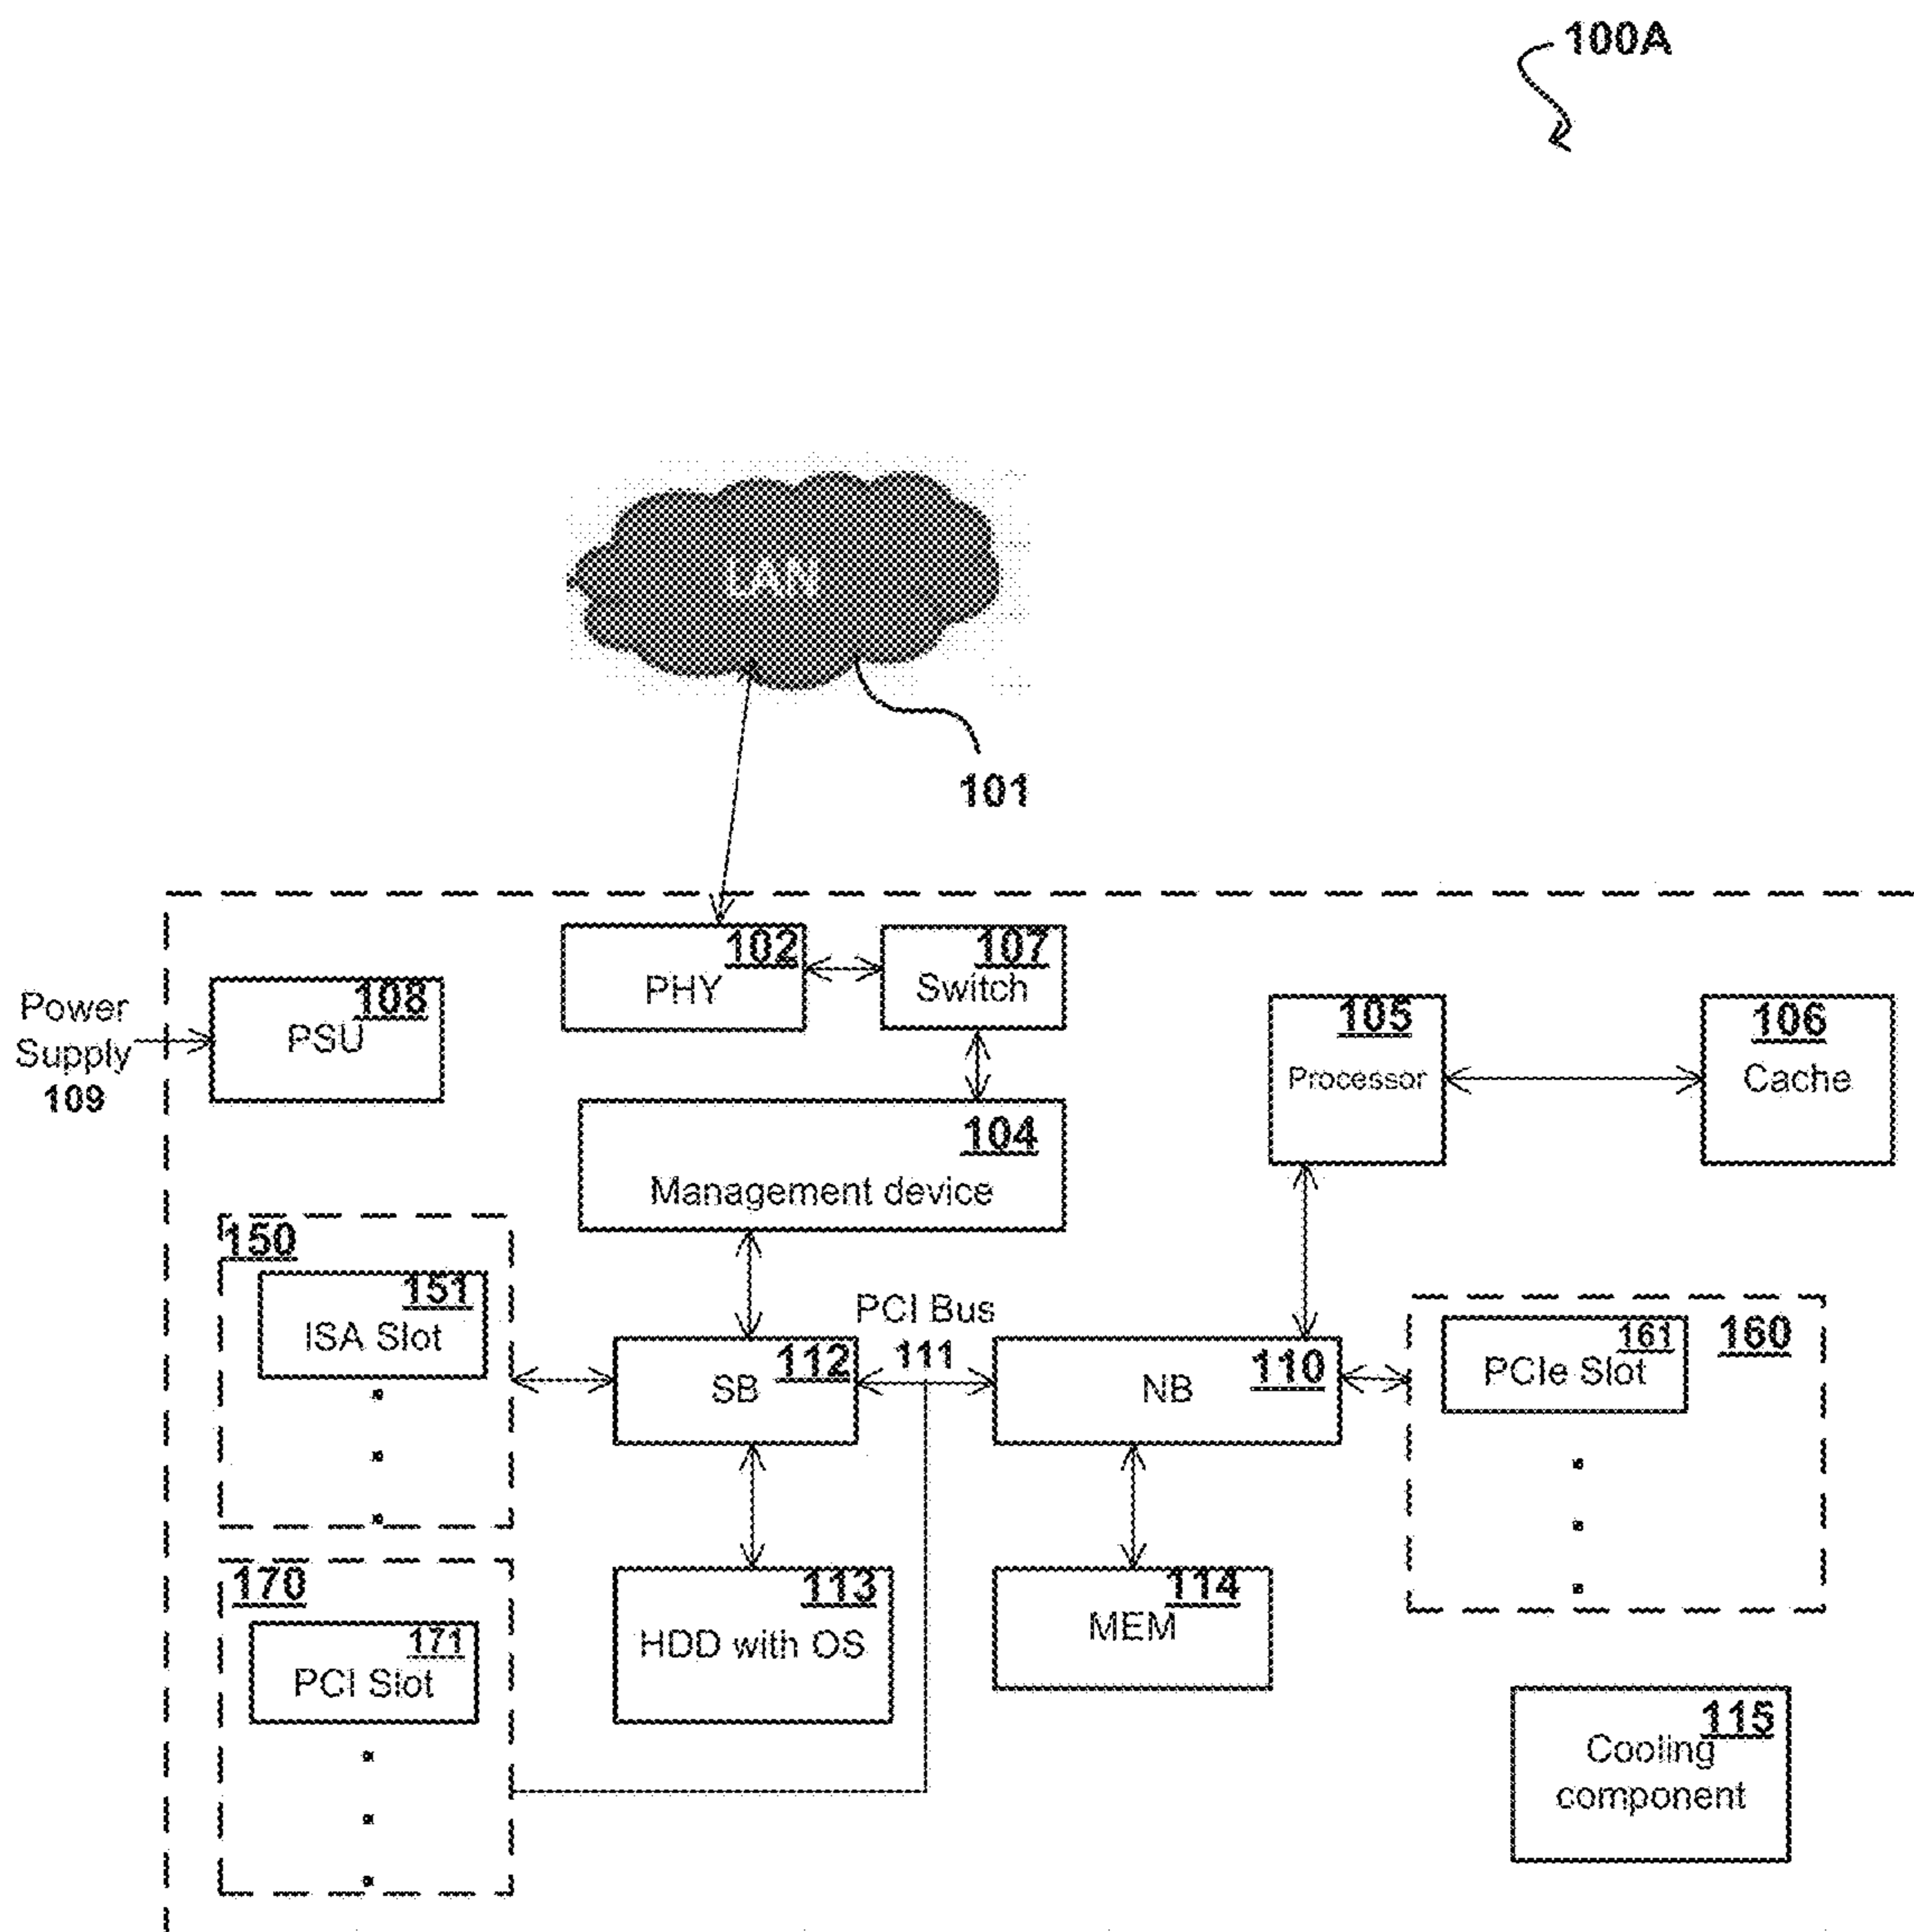 100A
LAN
101
102
PHY
107
Switch
108
PSU
Power
Supply
109
105
Processor
106
Cache
104
Management device
150
151
ISA Slot
PCI Bus
111
112
SB
110
NB
161
PCIe Slot
160
170
171
PCI Slot
113
HDD with OS
114
MEM
115
Cooling
component